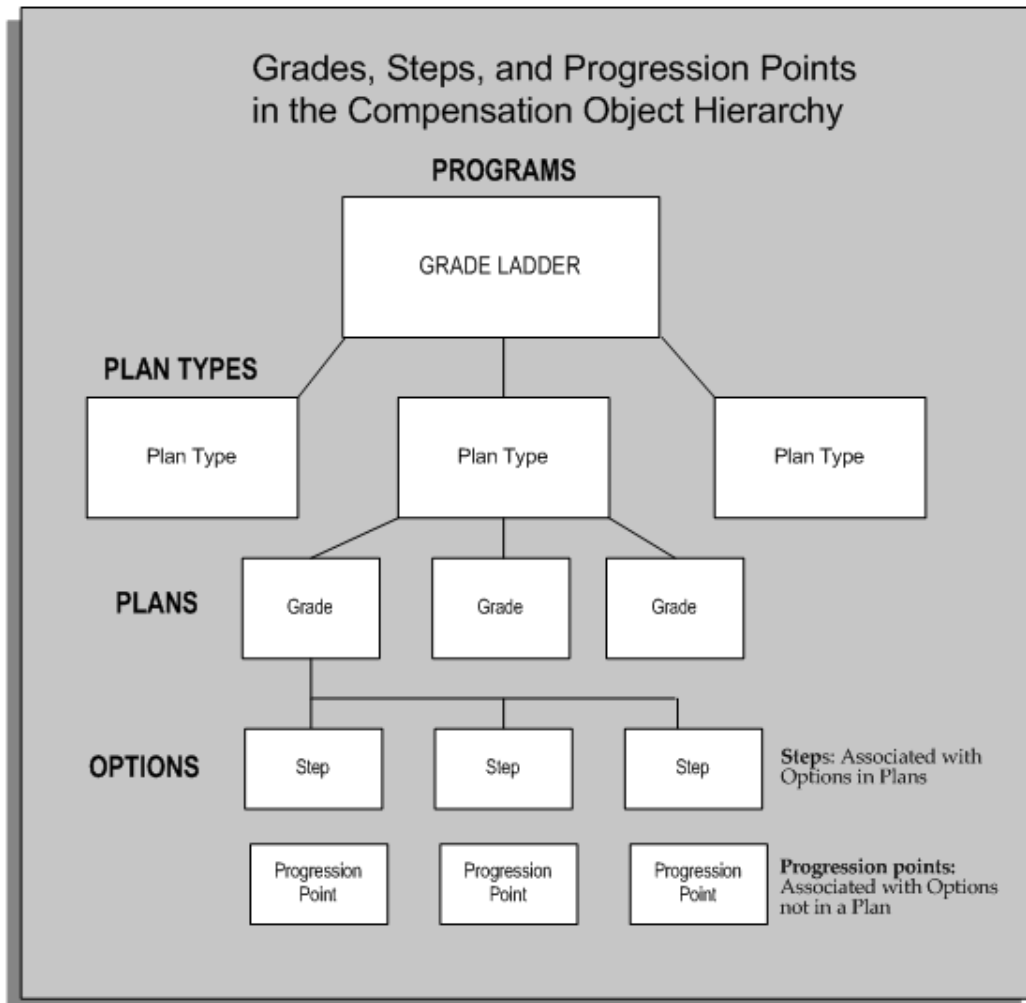 Grades, Steps, and Progression Points
in the Compensation Object Hierarchy
PROGRAMS
GRADE LADDER
PLAN TYPES
Plan Type
Plan Type
Plan Type
PLANS
Grade
Grade
Grade
OPTIONS
Step
Step
Step
Steps: Associated with
Options in Plans
Progression
Point
Progression
Point
Progression
Point
Progression points:
Associated with Options
not in a Plan